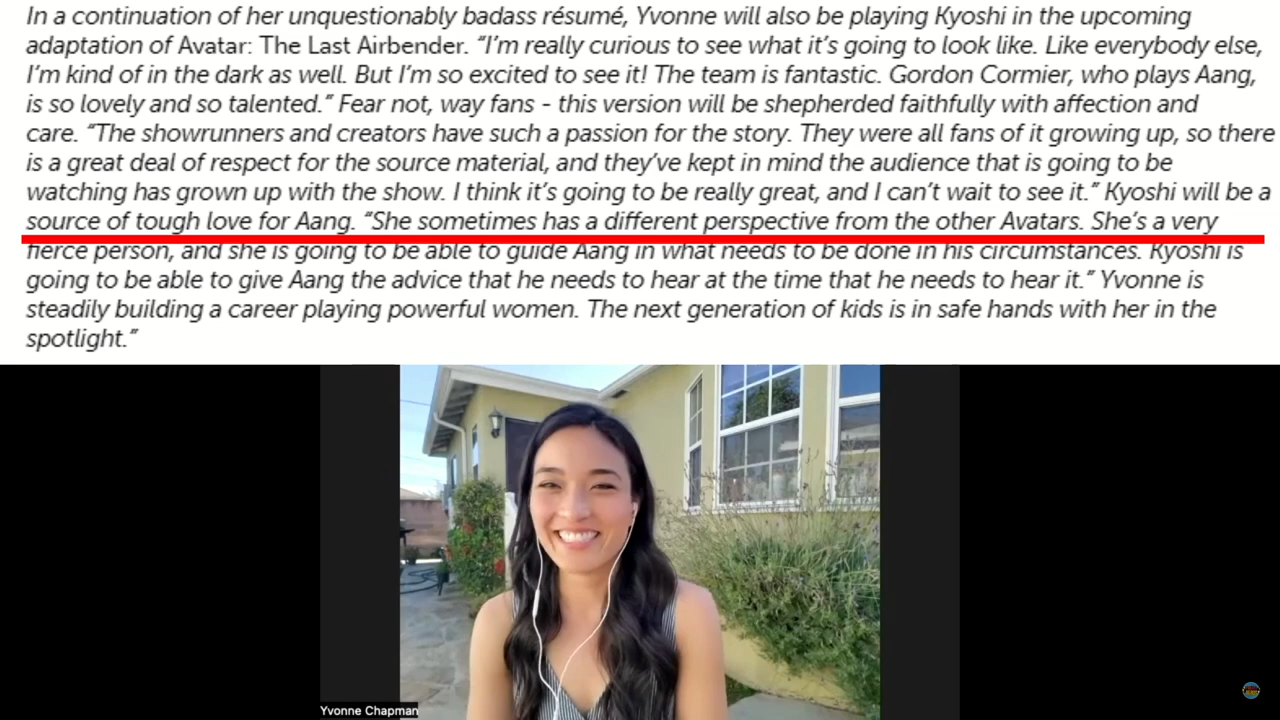 In a continuation of her unquestionably badass résumé, Yvonne will also be playing Kyoshi in the upcoming
adaptation of Avatar: The Last Airbender. “I’m really curious to see what it’s going to look like. Like everybody else,
I’m kind of in the dark as well. But I’m so excited to see it! The team is fantastic. Gordon Cormier, who plays Aang,
is so lovely and so talented.” Fear not, way fans - this version will be shepherded faithfully with affection and
care. “The showrunners and creators have such a passion for the story. They were all fans of it growing up, so there
is a great deal of respect for the source material, and they’ve kept in mind the audience that is going to be
watching has grown up with the show. I think it’s going to be really great, and I can’t wait to see it.” Kyoshi will be a
source of tough love for Aang. “She sometimes has a different perspective from the other Avatars. She’s a very
fierce person, and she is going to be able to guide Aang in what needs to be done in his circumstances. Kyoshi is
going to be able to give Aang the advice that he needs to hear at the time that he needs to hear it.” Yvonne is
steadily building a career playing powerful women. The next generation of kids is in safe hands with her in the
spotlight.”
Yvonne Chapman